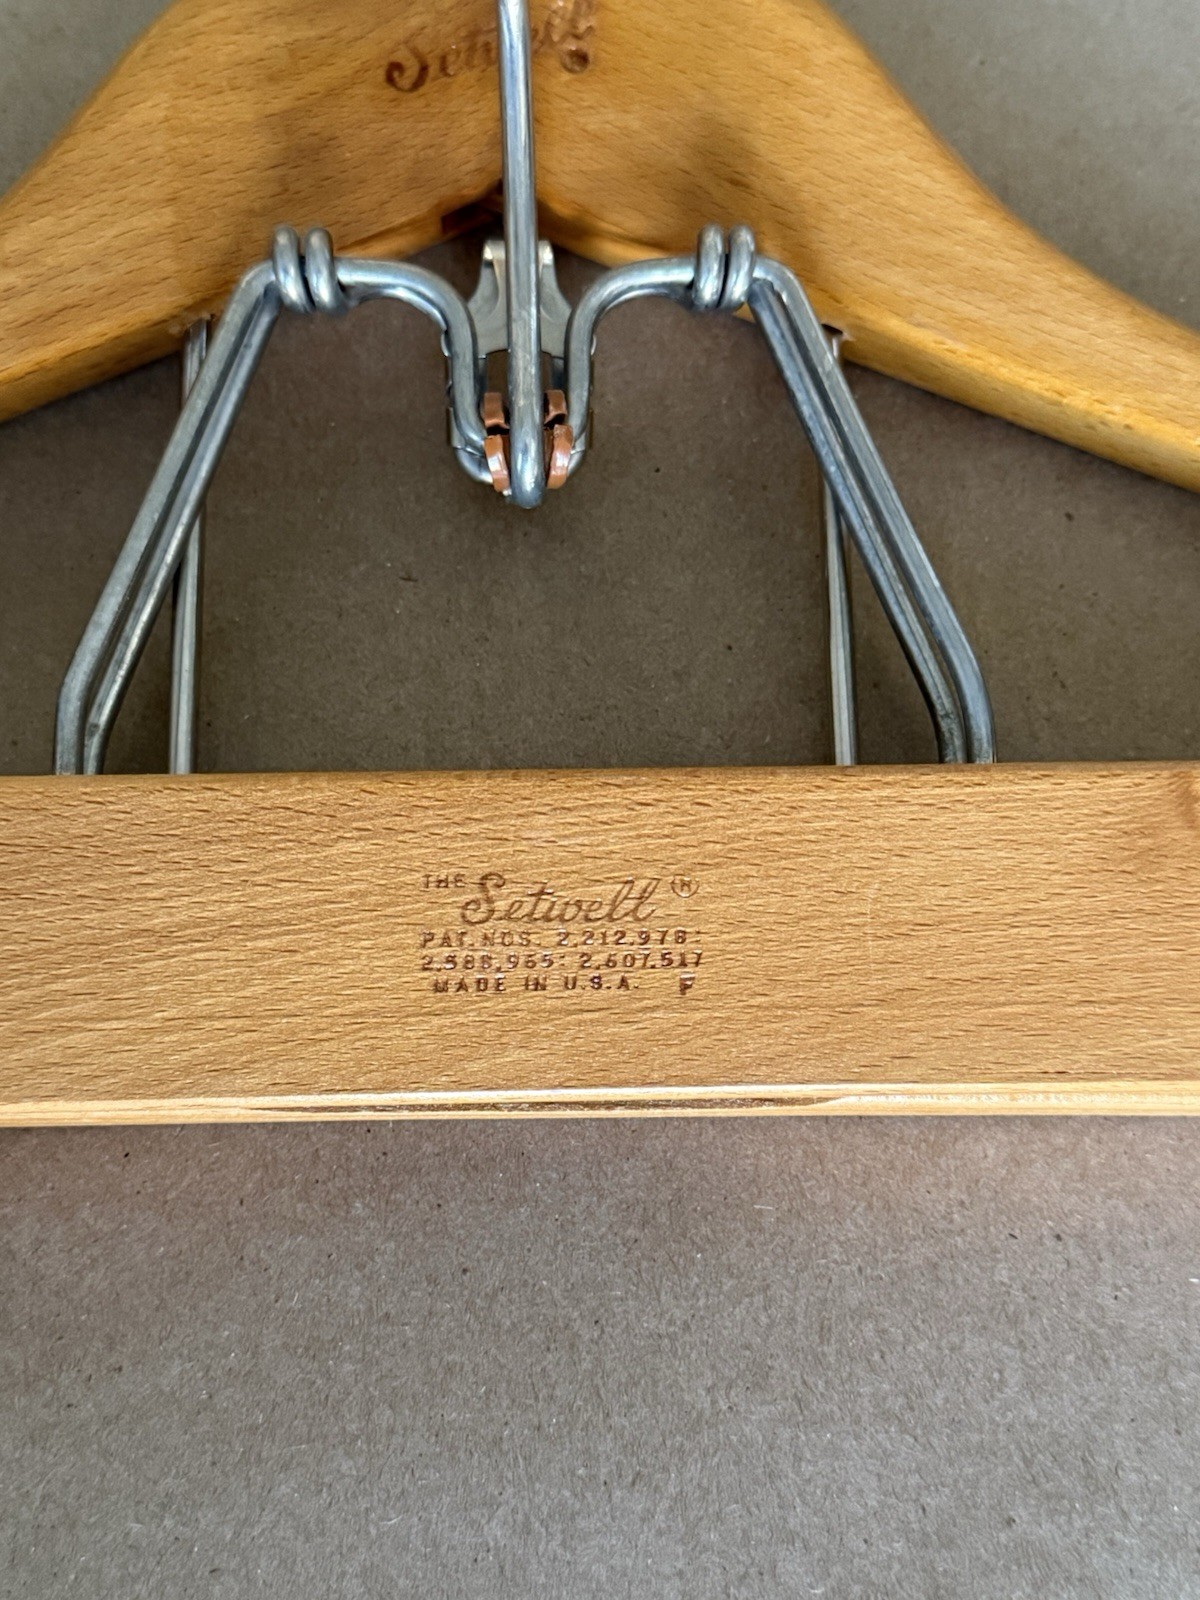 Setwell
THE Setwell ®
PAT. NOS. 2,212,978:
2,588,965: 2,607,517
MADE IN U.S.A. F